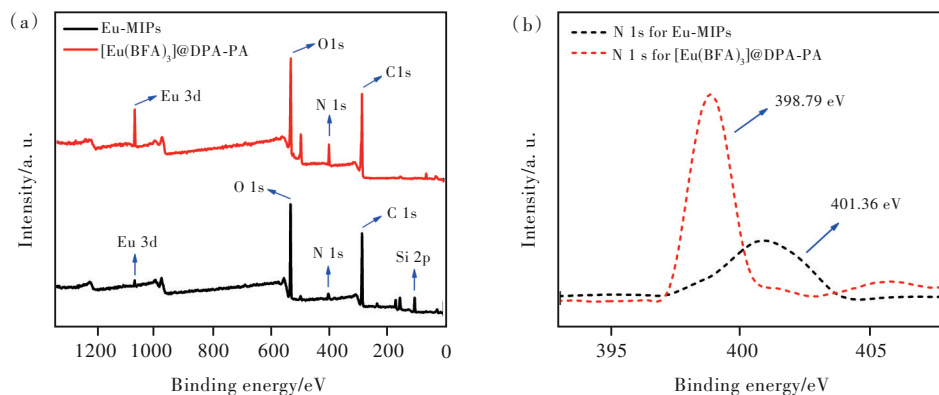 (a)
Eu-MIPs
[Eu(BFA)3]@DPA-PA
O1s
C1s
Eu 3d
N 1s
O 1s
C 1s
Eu 3d
N 1s
Si 2p
Intensity/a. u.
1200 1000 800 600 400 200 0
Binding energy/eV
(b)
N 1s for Eu-MIPs
N 1 s for [Eu(BFA)3]@DPA-PA
398.79 eV
401.36 eV
Intensity/a. u.
395 400 405
Binding energy/eV